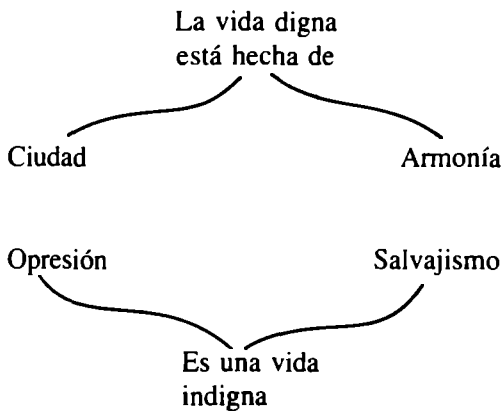 La vida digna
está hecha de
Ciudad Armonía
Opresión Salvajismo
Es una vida
indigna